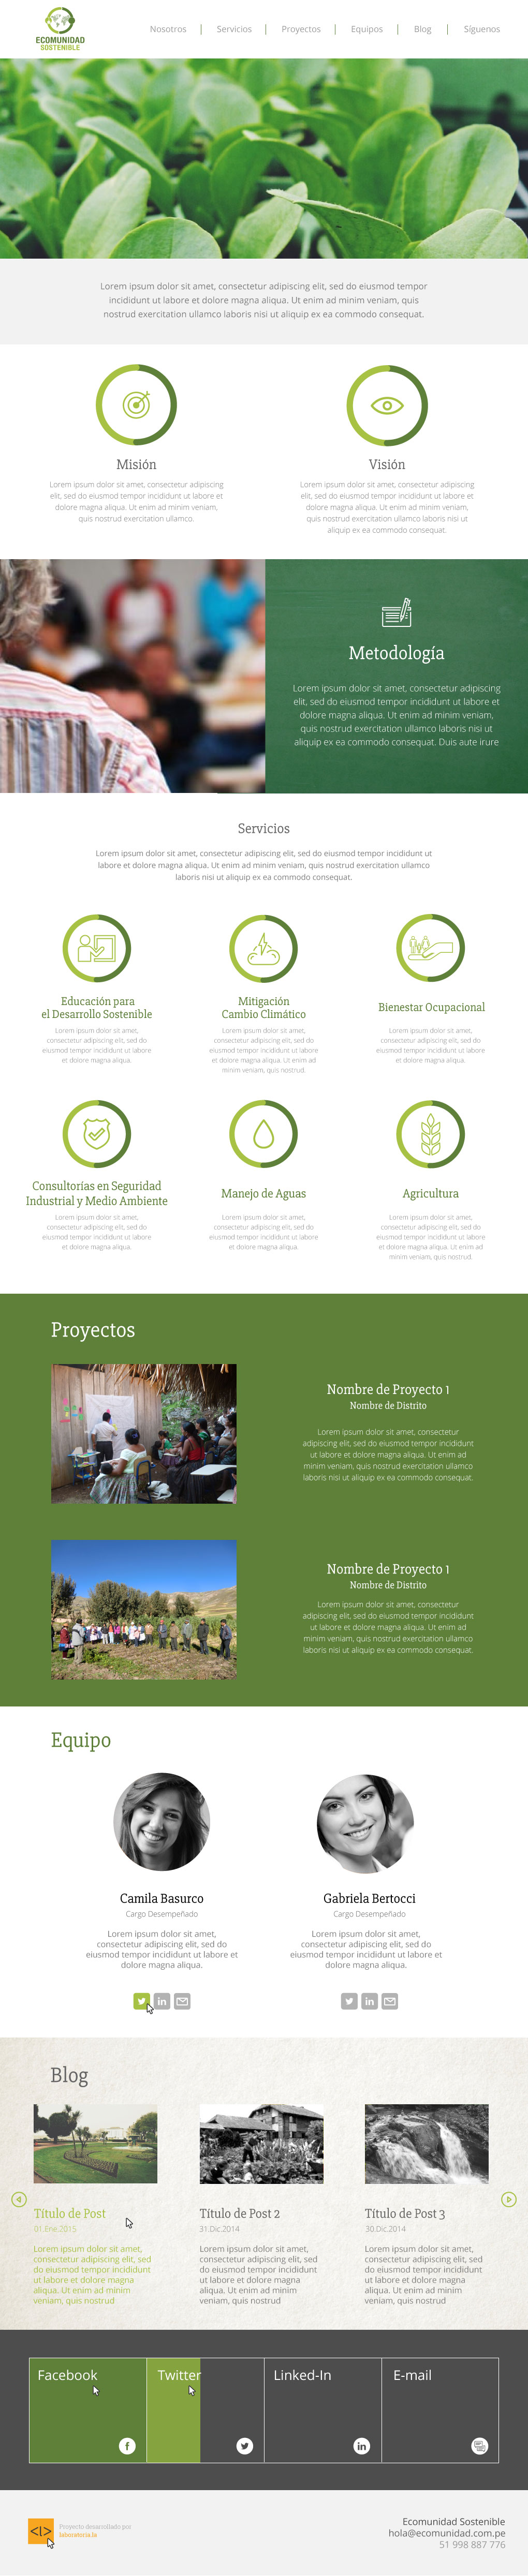 ECOMUNIDAD
SOSTENIBLE
Nosotros | Servicios | Proyectos | Equipos | Blog | Síguenos
Lorem ipsum dolor sit amet, consectetur adipiscing elit, sed do eiusmod tempor
incididunt ut labore et dolore magna aliqua. Ut enim ad minim veniam, quis
nostrud exercitation ullamco laboris nisi ut aliquip ex ea commodo consequat.
Misión
Lorem ipsum dolor sit amet, consectetur adipiscing
elit, sed do eiusmod tempor incididunt ut labore et
dolore magna aliqua. Ut enim ad minim veniam,
quis nostrud exercitation ullamco.
Visión
Lorem ipsum dolor sit amet, consectetur adipiscing
elit, sed do eiusmod tempor incididunt ut labore et
dolore magna aliqua. Ut enim ad minim veniam,
quis nostrud exercitation ullamco laboris nisi ut
aliquip ex ea commodo consequat.
Metodología
Lorem ipsum dolor sit amet, consectetur adipiscing
elit, sed do eiusmod tempor incididunt ut labore et
dolore magna aliqua. Ut enim ad minim veniam,
quis nostrud exercitation ullamco laboris nisi ut
aliquip ex ea commodo consequat. Duis aute irure
Servicios
Lorem ipsum dolor sit amet, consectetur adipiscing elit, sed do eiusmod tempor incididunt ut
labore et dolore magna aliqua. Ut enim ad minim veniam, quis nostrud exercitation ullamco
laboris nisi ut aliquip ex ea commodo consequat.
Educación para
el Desarrollo Sostenible
Lorem ipsum dolor sit amet,
consectetur adipiscing elit, sed do
eiusmod tempor incididunt ut labore
et dolore magna aliqua.
Mitigación
Cambio Climático
Lorem ipsum dolor sit amet,
consectetur adipiscing elit, sed do
eiusmod tempor incididunt ut labore
et dolore magna aliqua. Ut enim ad
minim veniam, quis nostrud.
Bienestar Ocupacional
Lorem ipsum dolor sit amet,
consectetur adipiscing elit, sed do
eiusmod tempor incididunt ut labore
et dolore magna aliqua.
Consultorías en Seguridad
Industrial y Medio Ambiente
Lorem ipsum dolor sit amet,
consectetur adipiscing elit, sed do
eiusmod tempor incididunt ut labore
et dolore magna aliqua.
Manejo de Aguas
Lorem ipsum dolor sit amet,
consectetur adipiscing elit, sed do
eiusmod tempor incididunt ut labore
et dolore magna aliqua.
Agricultura
Lorem ipsum dolor sit amet,
consectetur adipiscing elit, sed do
eiusmod tempor incididunt ut labore
et dolore magna aliqua. Ut enim ad
minim veniam, quis nostrud.
Proyectos
Nombre de Proyecto 1
Nombre de Distrito
Lorem ipsum dolor sit amet, consectetur
adipiscing elit, sed do eiusmod tempor incididunt
ut labore et dolore magna aliqua. Ut enim ad
minim veniam, quis nostrud exercitation ullamco
laboris nisi ut aliquip ex ea commodo consequat.
Nombre de Proyecto 1
Nombre de Distrito
Lorem ipsum dolor sit amet, consectetur
adipiscing elit, sed do eiusmod tempor incididunt
ut labore et dolore magna aliqua. Ut enim ad
minim veniam, quis nostrud exercitation ullamco
laboris nisi ut aliquip ex ea commodo consequat.
Equipo
Camila Basurco
Cargo Desempeñado
Lorem ipsum dolor sit amet,
consectetur adipiscing elit, sed do
eiusmod tempor incididunt ut labore et
dolore magna aliqua.
in
Gabriela Bertocci
Cargo Desempeñado
Lorem ipsum dolor sit amet,
consectetur adipiscing elit, sed do
eiusmod tempor incididunt ut labore et
dolore magna aliqua.
in
Blog
Título de Post
01.Ene.2015
Lorem ipsum dolor sit amet,
consectetur adipiscing elit, sed
do eiusmod tempor incididunt
ut labore et dolore magna
aliqua. Ut enim ad minim
veniam, quis nostrud
Título de Post 2
31.Dic.2014
Lorem ipsum dolor sit amet,
consectetur adipiscing elit, sed
do eiusmod tempor incididunt
ut labore et dolore magna
aliqua. Ut enim ad minim
veniam, quis nostrud
Título de Post 3
30.Dic.2014
Lorem ipsum dolor sit amet,
consectetur adipiscing elit, sed
do eiusmod tempor incididunt
ut labore et dolore magna
aliqua. Ut enim ad minim
veniam, quis nostrud
Facebook
f
Twitter
Linked-In
in
E-mail
<L>
Proyecto desarrollado por
laboratoria.la
Ecomunidad Sostenible
hola@ecomunidad.com.pe
51 998 887 776